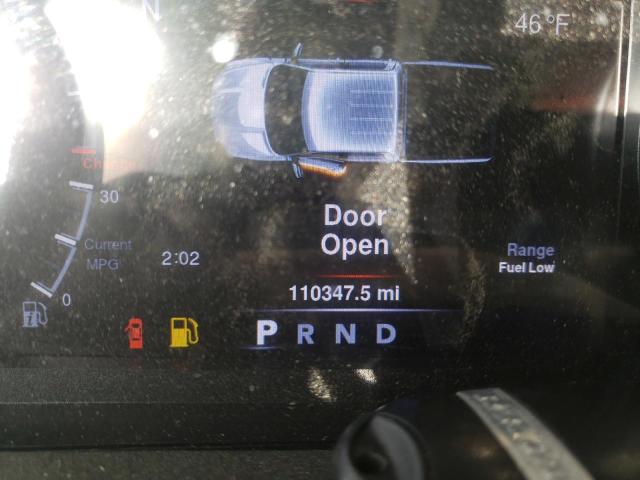 N
46 °F
30
Current
MPG
0
2:02
Door
Open
Range
Fuel Low
110347.5 mi
P R N D